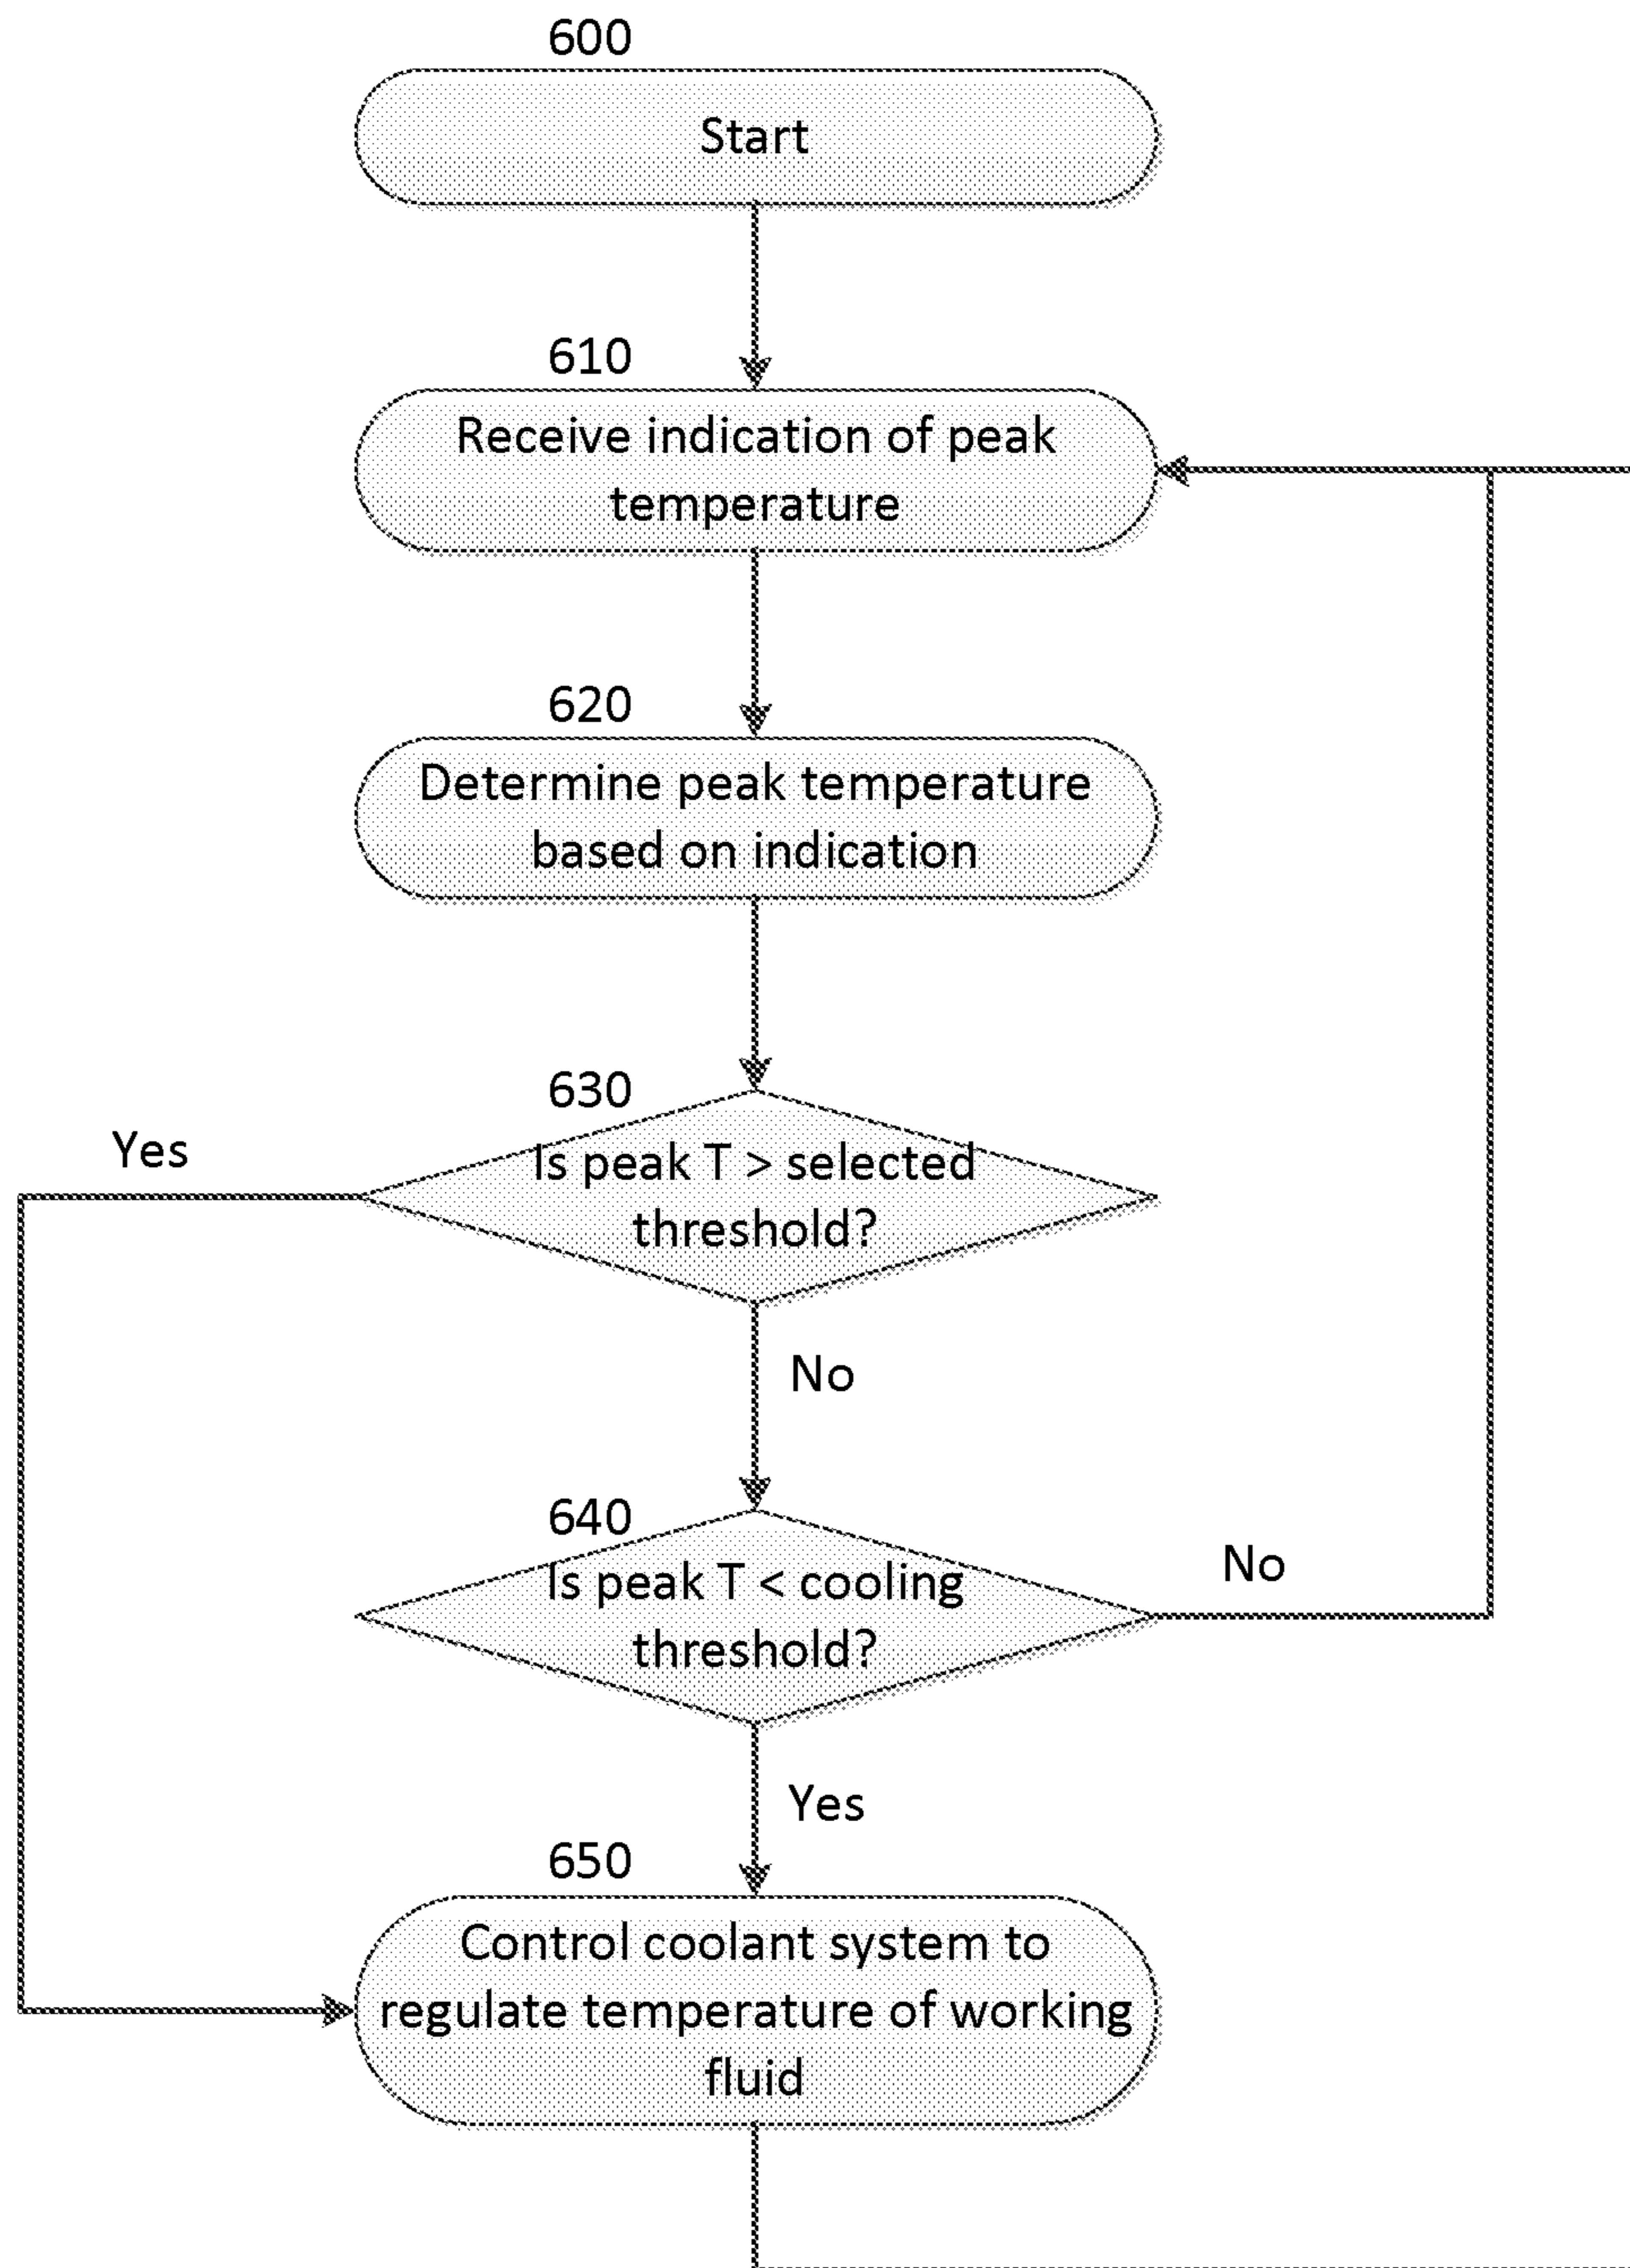 600
Start
610
Receive indication of peak
temperature
620
Determine peak temperature
based on indication
630
Is peak T > selected
threshold?
Yes
No
640
Is peak T < cooling
threshold?
No
Yes
650
Control coolant system to
regulate temperature of working
fluid